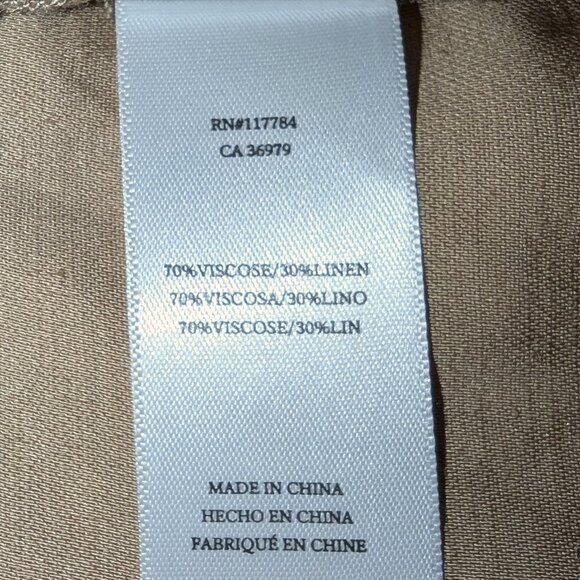 RN#117784
CA 36979
70%VISCOSE/30%LINEN
70%VISCOSA/30%LINO
70%VISCOSE/30%LIN
MADE IN CHINA
HECHO EN CHINA
FABRIQUÉ EN CHINE